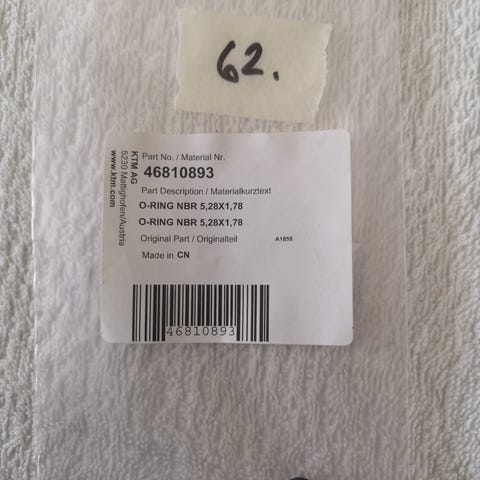 62.
KTM AG
5230 Mattighofen/Austria
www.ktm.com
Part No. / Material Nr.
46810893
Part Description / Materialkurztext
O-RING NBR 5,28X1,78
O-RING NBR 5,28X1,78
Original Part / Originalteil A1858
Made in CN
46810893